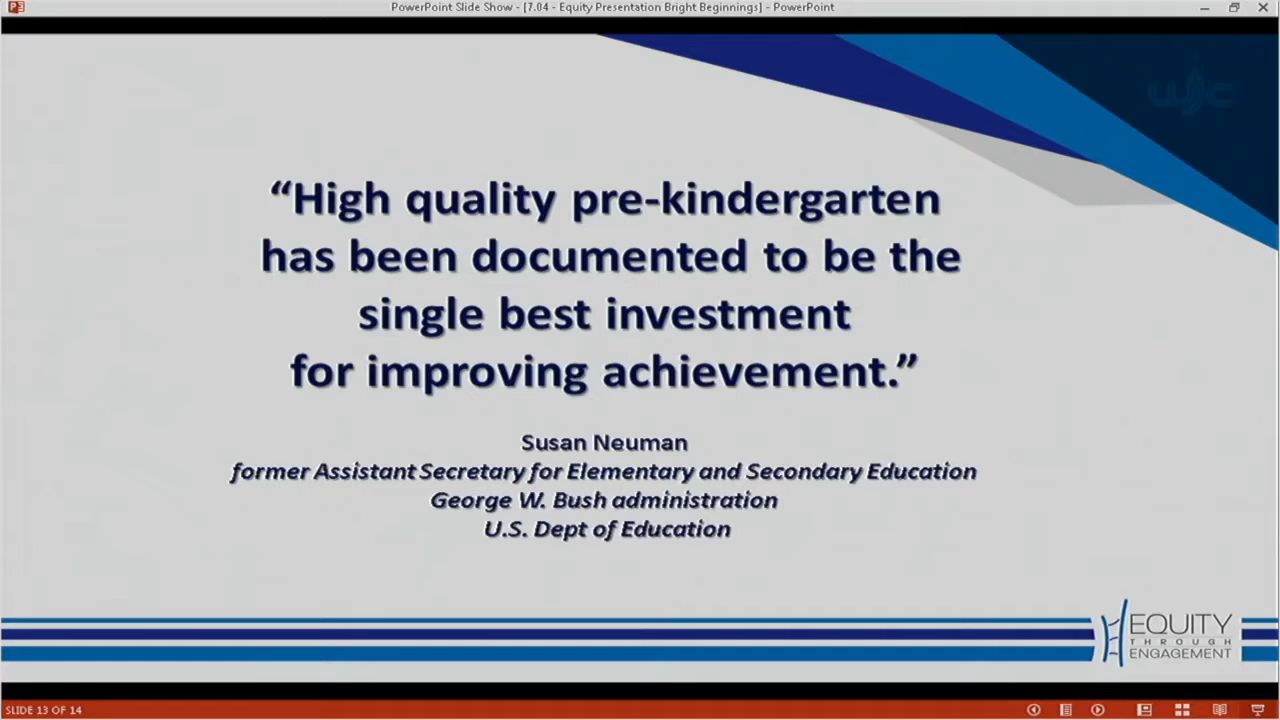 PowerPoint Slide Show - [7.04 - Equity Presentation Bright Beginnings] - PowerPoint
WJC
“High quality pre-kindergarten
has been documented to be the
single best investment
for improving achievement.”
Susan Neuman
former Assistant Secretary for Elementary and Secondary Education
George W. Bush administration
U.S. Dept of Education
EQUITY
THROUGH
ENGAGEMENT
SLIDE 13 OF 14